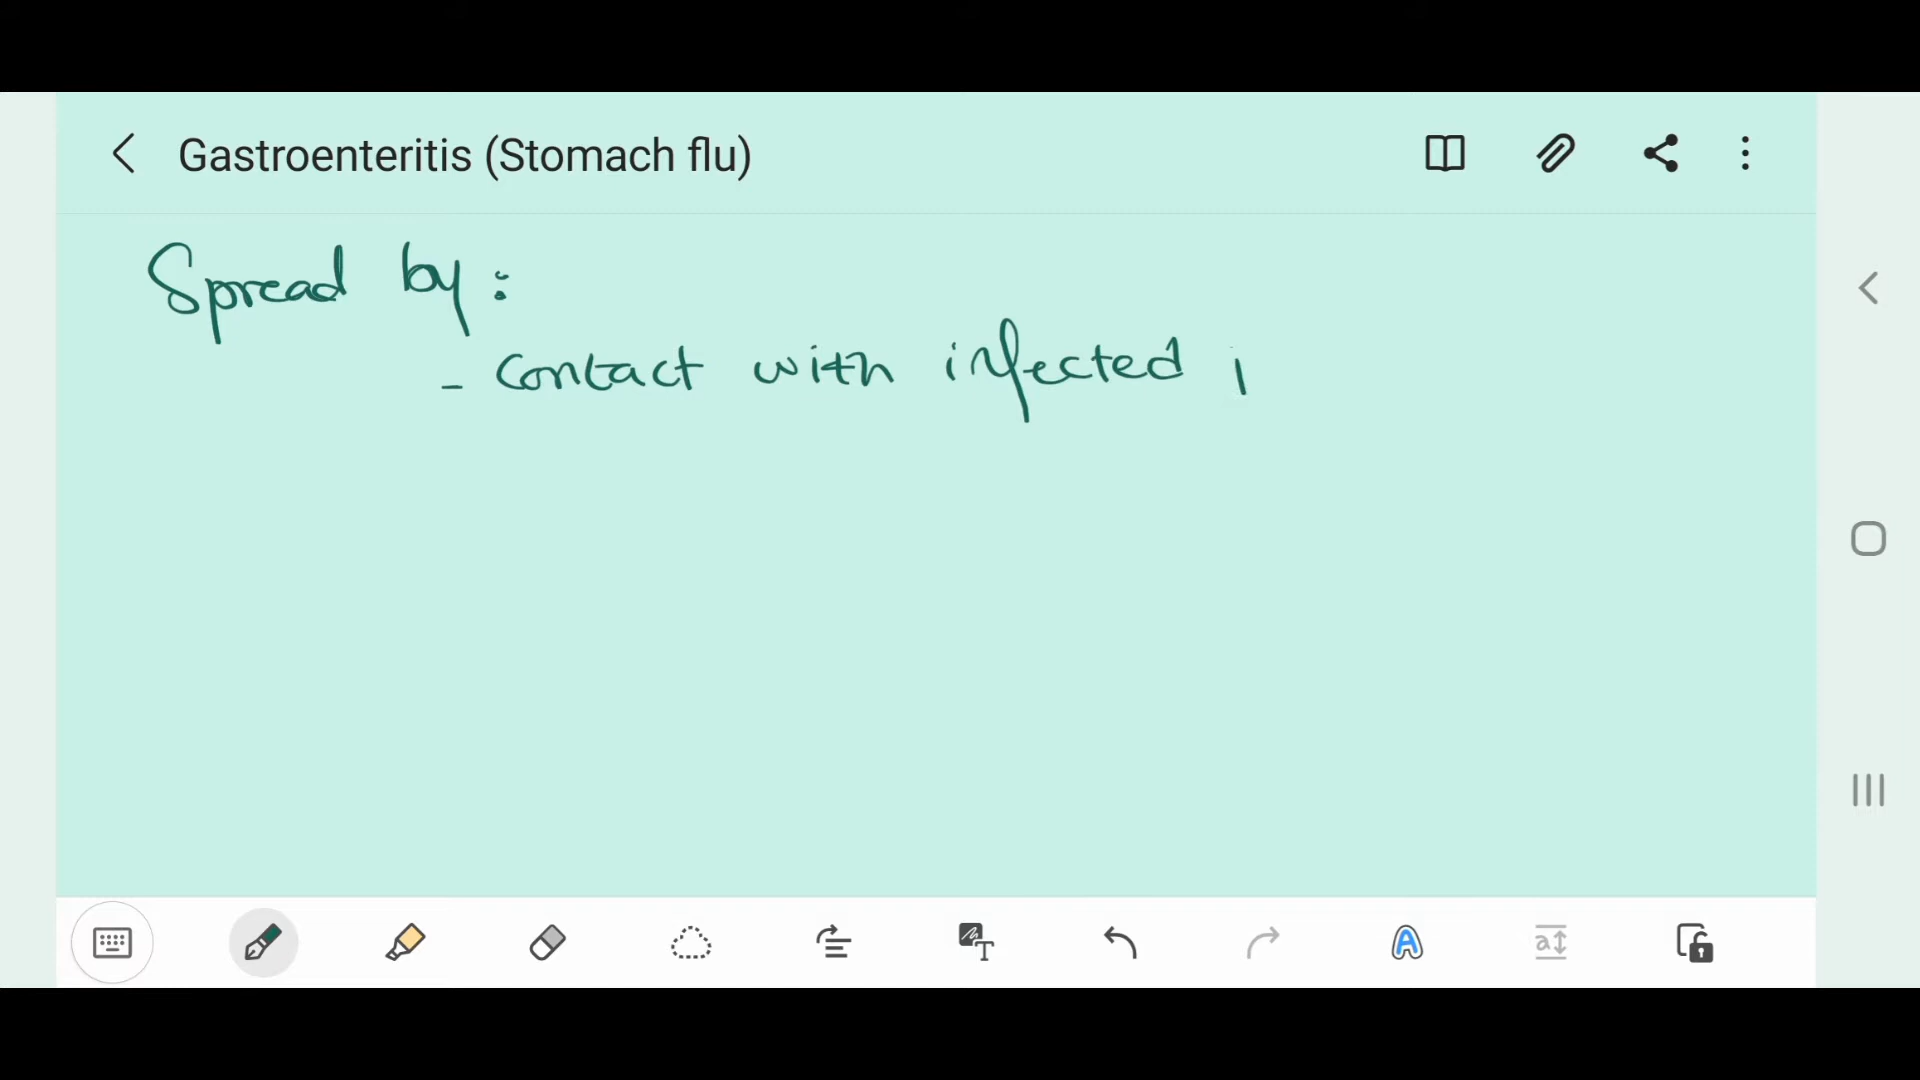 Gastroenteritis (Stomach flu)
Spread by:
- Contact with infected